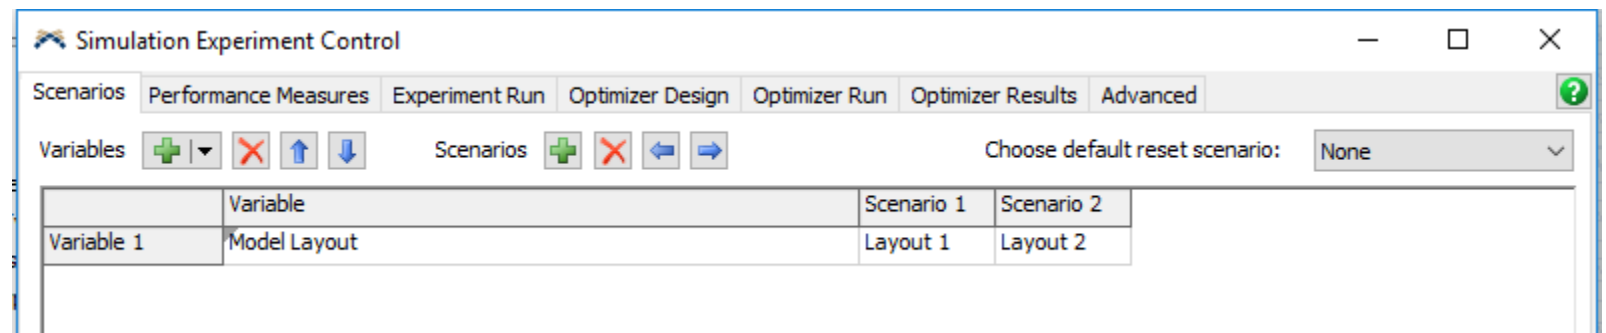 Simulation Experiment Control
Scenarios Performance Measures Experiment Run Optimizer Design Optimizer Run Optimizer Results Advanced
Variables Scenarios Choose default reset scenario: None
Variable Scenario 1 Scenario 2
Variable 1 Model Layout Layout 1 Layout 2